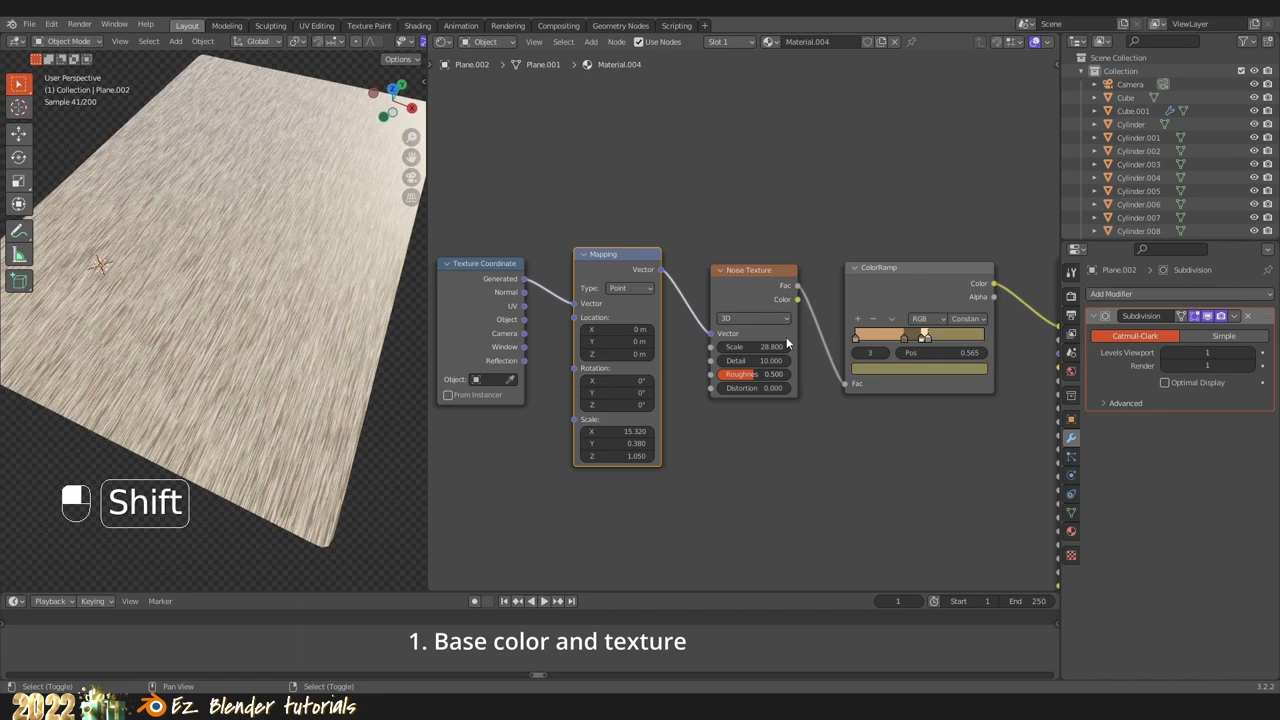 File Edit Render Window Help Layout Modeling Sculpting UV Editing Texture Paint Shading Animation Rendering Compositing Geometry Nodes Scripting + Scene ViewLayer
Object Mode View Select Add Object Global Object View Select Add Node Use Nodes Slot 1 Material.004
Options
Plane.002 > Plane.001 > Material.004
User Perspective
(1) Collection | Plane.002
Sample 41/200
Z
Y
X
Scene Collection
Collection
Camera
Cube
Cube.001
Cylinder
Cylinder.001
Cylinder.002
Cylinder.003
Cylinder.004
Cylinder.005
Cylinder.006
Cylinder.007
Cylinder.008
Texture Coordinate
Generated
Normal
UV
Object
Camera
Window
Reflection
Object:
From Instancer
Mapping
Vector
Type: Point
Vector
Location:
X 0 m
Y 0 m
Z 0 m
Rotation:
X 0°
Y 0°
Z 0°
Scale:
X 15.320
Y 0.380
Z 1.050
Noise Texture
Fac
Color
3D
Vector
Scale 28.800
Detail 10.000
Roughnes 0.500
Distortion 0.000
ColorRamp
Color
Alpha
+ − RGB Constan
3 Pos 0.565
Fac
Plane.002 > Subdivision
Add Modifier
Subdivision
Catmull-Clark Simple
Levels Viewport 1
Render 1
Optimal Display
Advanced
Shift
Playback Keying View Marker 1 Start 1 End 250
1. Base color and texture
Select (Toggle) Pan View Select (Toggle) 3.2.2
2022 Ez Blender tutorials